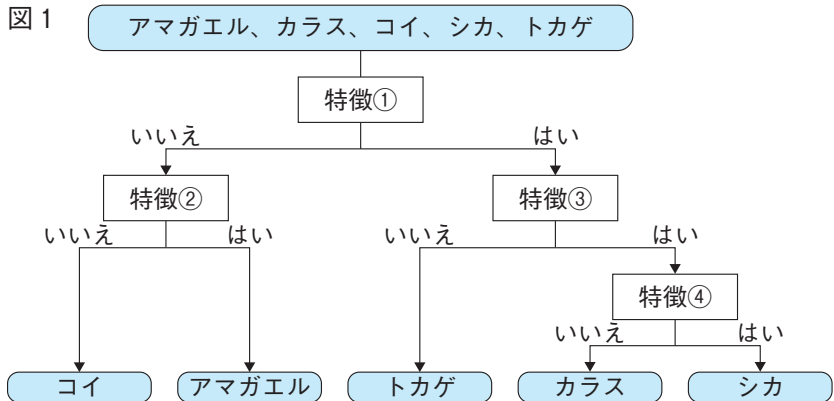 図1
アマガエル、カラス、コイ、シカ、トカゲ
特徴①
いいえ
はい
特徴②
特徴③
いいえ
はい
いいえ
はい
特徴④
いいえ
はい
コイ
アマガエル
トカゲ
カラス
シカ